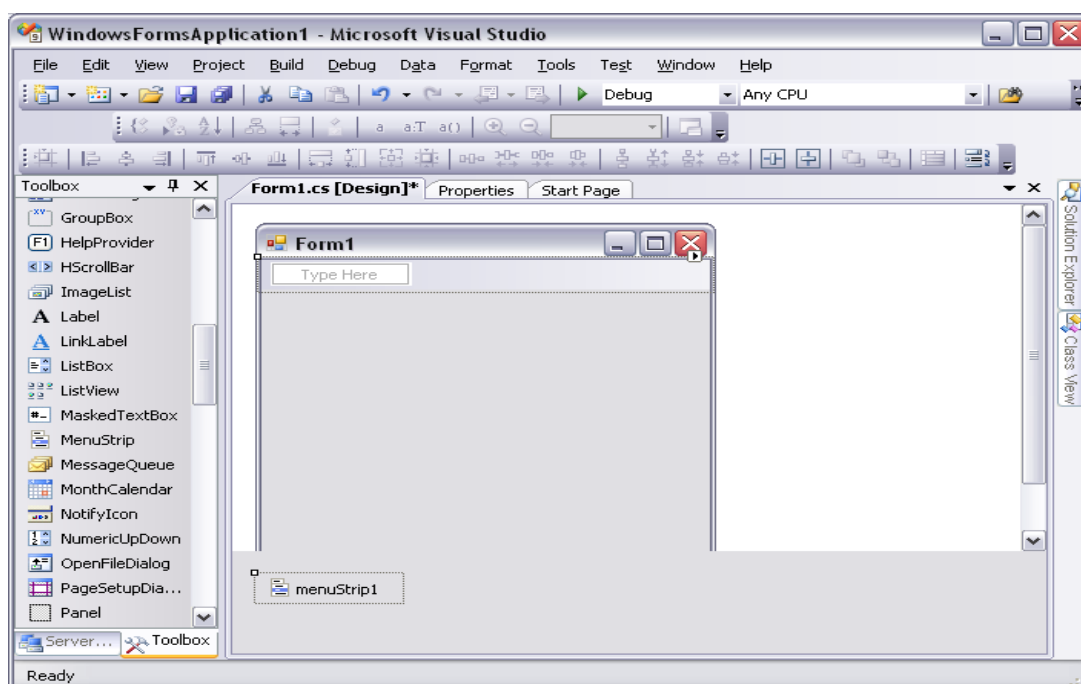 WindowsFormsApplication1 - Microsoft Visual Studio
File Edit View Project Build Debug Data Format Tools Test Window Help
Debug Any CPU
a a:T a()
Toolbox
Form1.cs [Design]* Properties Start Page
GroupBox
HelpProvider
HScrollBar
ImageList
Label
LinkLabel
ListBox
ListView
MaskedTextBox
MenuStrip
MessageQueue
MonthCalendar
NotifyIcon
NumericUpDown
OpenFileDialog
PageSetupDia...
Panel
Server... Toolbox
Form1
Type Here
menuStrip1
Solution Explorer
Class View
Ready